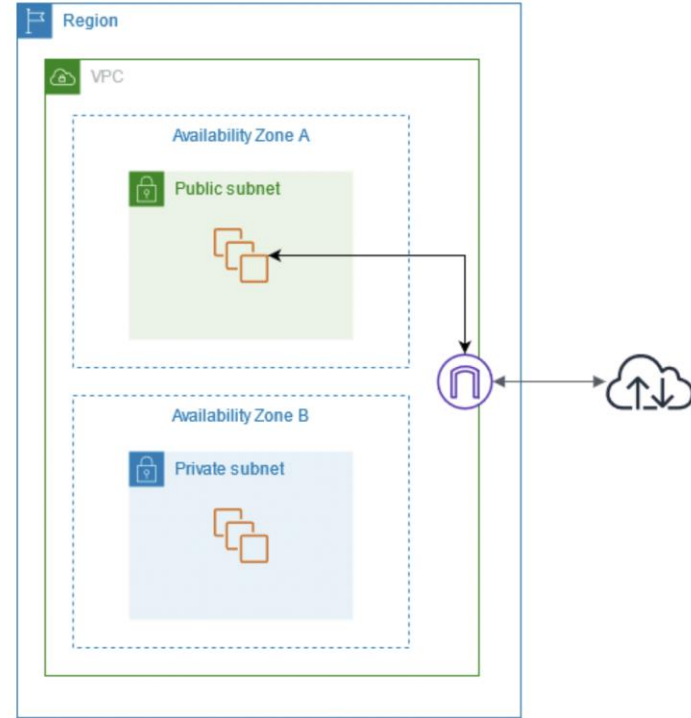 Region
VPC
Availability Zone A
Public subnet
Availability Zone B
Private subnet